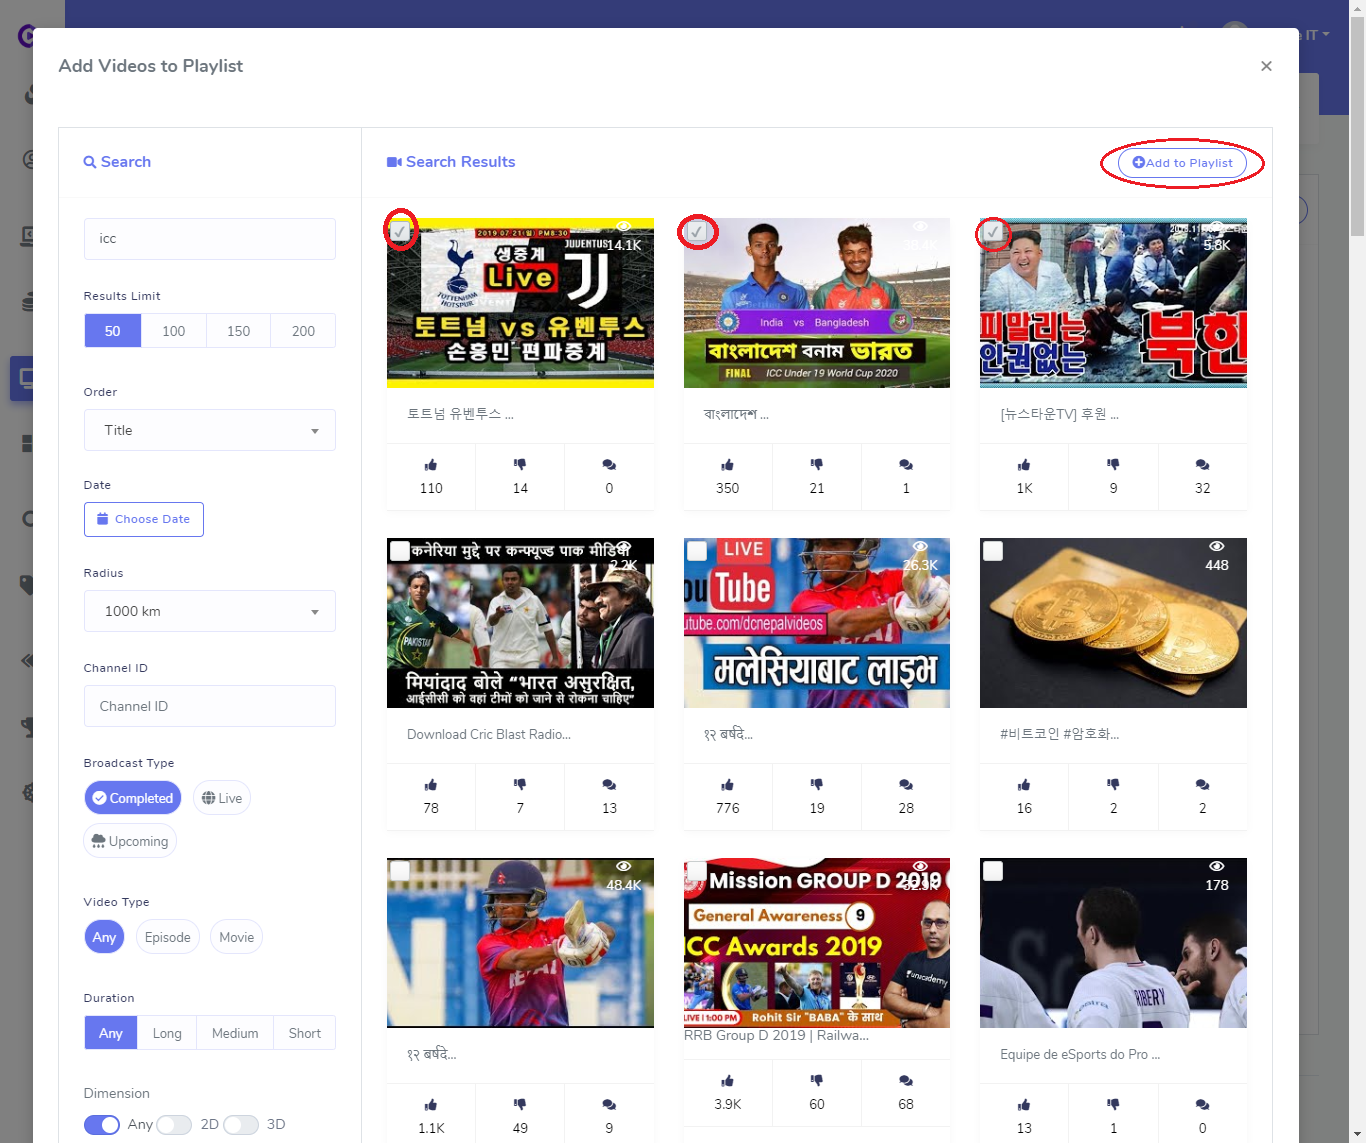 IT
Add Videos to Playlist
×
Search
Search Results
Add to Playlist
icc
Results Limit
50 100 150 200
Order
Title
Date
Choose Date
Radius
1000 km
Channel ID
Channel ID
Broadcast Type
Completed Live
Upcoming
Video Type
Any Episode Movie
Duration
Any Long Medium Short
Dimension
Any 2D 3D
2019 07 21(일) PM8:30
14.1K
생중계
JUVENTUS
Live
TOTTENHAM
HOTSPUR
토트넘 vs 유벤투스
손흥민 편파중계
토트넘 유벤투스 ...
110 14 0
India vs Bangladesh
বাংলাদেশ বনাম ভারত
FINAL ICC Under 19 World Cup 2020
বাংলাদেশ ...
350 21 1
5.8K
피말리는
인권없는 북한
[뉴스타운TV] 후원 ...
1K 9 32
कनेरिया मुद्दे पर कन्फ्यूज्ड पाक मीडिया
2.2K
PAKISTAN
मियांदाद बोले “भारत असुरक्षित,
आईसीसी को वहां टीमों को जाने से रोकना चाहिए”
Download Cric Blast Radio...
78 7 13
LIVE
26.3K
ou Tube
utube.com/dcnepalvideos
मलेसियाबाट लाइभ
१२ बर्षदे...
776 19 28
448
#비트코인 #암호화...
16 2 2
48.4K
१२ बर्षदे...
1.1K 49 9
Mission GROUP D 2019
General Awareness 9
ICC Awards 2019
unacademy
LIVE | 1:00 PM Rohit Sir "BABA" के साथ
RRB Group D 2019 | Railwa...
3.9K 60 68
178
RIBERY
Equipe de eSports do Pro ...
13 1 0